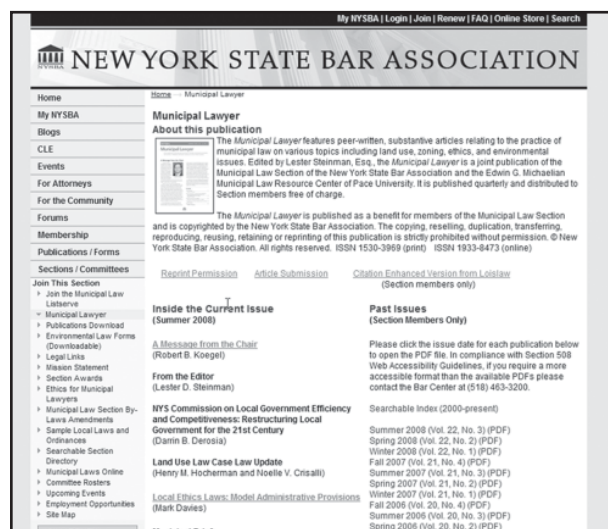 My NYSBA | Login | Join | Renew | FAQ | Online Store | Search
NYSBA
NEW YORK STATE BAR ASSOCIATION
Home
My NYSBA
Blogs
CLE
Events
For Attorneys
For the Community
Forums
Membership
Publications / Forms
Sections / Committees
Join This Section
Join the Municipal Law
Listserve
Municipal Lawyer
Publications Download
Environmental Law Forms
(Downloadable)
Legal Links
Mission Statement
Section Awards
Ethics for Municipal
Lawyers
Municipal Law Section By-
Laws Amendments
Sample Local Laws and
Ordinances
Searchable Section
Directory
Municipal Laws Online
Committee Rosters
Upcoming Events
Employment Opportunities
Site Map
Home → Municipal Lawyer
Municipal Lawyer
About this publication
The Municipal Lawyer features peer-written, substantive articles relating to the practice of
municipal law on various topics including land use, zoning, ethics, and environmental
issues. Edited by Lester Steinman, Esq., the Municipal Lawyer is a joint publication of the
Municipal Law Section of the New York State Bar Association and the Edwin G. Michaelian
Municipal Law Resource Center of Pace University. It is published quarterly and distributed to
Section members free of charge.
The Municipal Lawyer is published as a benefit for members of the Municipal Law Section
and is copyrighted by the New York State Bar Association. The copying, reselling, duplication, transferring,
reproducing, reusing, retaining or reprinting of this publication is strictly prohibited without permission. © New
York State Bar Association. All rights reserved. ISSN 1530-3969 (print) ISSN 1933-8473 (online)
Reprint Permission Article Submission Citation Enhanced Version from Loislaw
(Section members only)
Inside the Current Issue
(Summer 2008)
A Message from the Chair
(Robert B. Koegel)
From the Editor
(Lester D. Steinman)
NYS Commission on Local Government Efficiency
and Competitiveness: Restructuring Local
Government for the 21st Century
(Darrin B. Derosia)
Land Use Law Case Law Update
(Henry M. Hocherman and Noelle V. Crisalli)
Local Ethics Laws: Model Administrative Provisions
(Mark Davies)
Past Issues
(Section Members Only)
Please click the issue date for each publication below
to open the PDF file. In compliance with Section 508
Web Accessibility Guidelines, if you require a more
accessible format than the available PDFs please
contact the Bar Center at (518) 463-3200.
Searchable Index (2000-present)
Summer 2008 (Vol. 22, No. 3) (PDF)
Spring 2008 (Vol. 22, No. 2) (PDF)
Winter 2008 (Vol. 22, No. 1) (PDF)
Fall 2007 (Vol. 21, No. 4) (PDF)
Summer 2007 (Vol. 21, No. 3) (PDF)
Spring 2007 (Vol. 21, No. 2) (PDF)
Winter 2007 (Vol. 21, No. 1) (PDF)
Fall 2006 (Vol. 20, No. 4) (PDF)
Summer 2006 (Vol. 20, No. 3) (PDF)
Spring 2006 (Vol. 20, No. 2) (PDF)